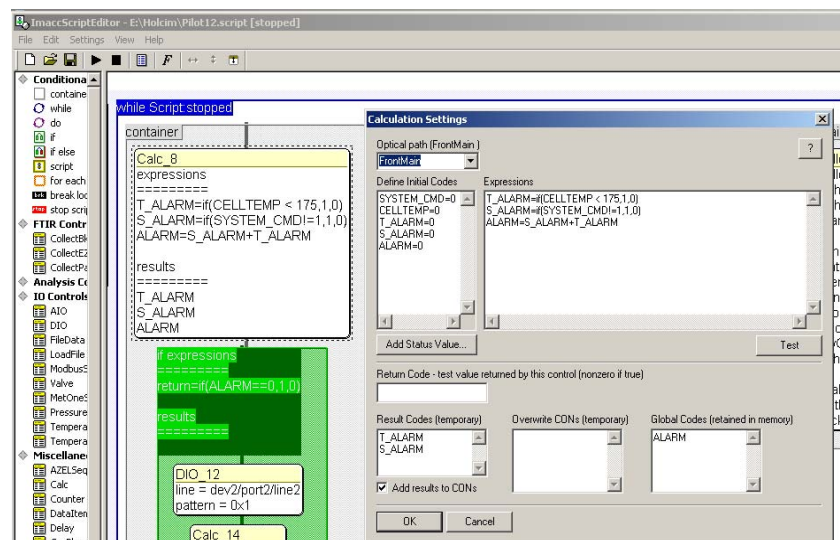 ImaccScriptEditor - E:\Holcim\Pilot12.script [stopped]
File Edit Settings View Help
F
Conditiona
containe
while
do
if
if else
script
for each
break loc
stop scrip
FTIR Contr
CollectBk
CollectEZ
CollectPa
Analysis Co
IO Controls
AIO
DIO
FileData
LoadFile
ModbusS
Valve
MetOneS
Pressure
Tempera
Tempera
Miscellane
AZELSeq
Calc
Counter
DataIten
Delay
while Script:stopped
container
Calc_8
expressions
=========
T_ALARM=if(CELLTEMP < 175,1,0)
S_ALARM=if(SYSTEM_CMD!=1,1,0)
ALARM=S_ALARM+T_ALARM
results
=========
T_ALARM
S_ALARM
ALARM
if expressions
=========
return=if(ALARM==0,1,0)
results
=========
DIO_12
line = dev2/port2/line2
pattern = 0x1
Calc_14
Calculation Settings
Optical path (FrontMain )
FrontMain
?
Define Initial Codes
SYSTEM_CMD=0
CELLTEMP=0
T_ALARM=0
S_ALARM=0
ALARM=0
Expressions
T_ALARM=if(CELLTEMP < 175,1,0)
S_ALARM=if(SYSTEM_CMD!=1,1,0)
ALARM=S_ALARM+T_ALARM
Add Status Value...
Test
Return Code - test value returned by this control (nonzero if true)
Result Codes (temporary)
T_ALARM
S_ALARM
Overwrite CONs (temporary)
Global Codes (retained in memory)
ALARM
Add results to CONs
OK
Cancel